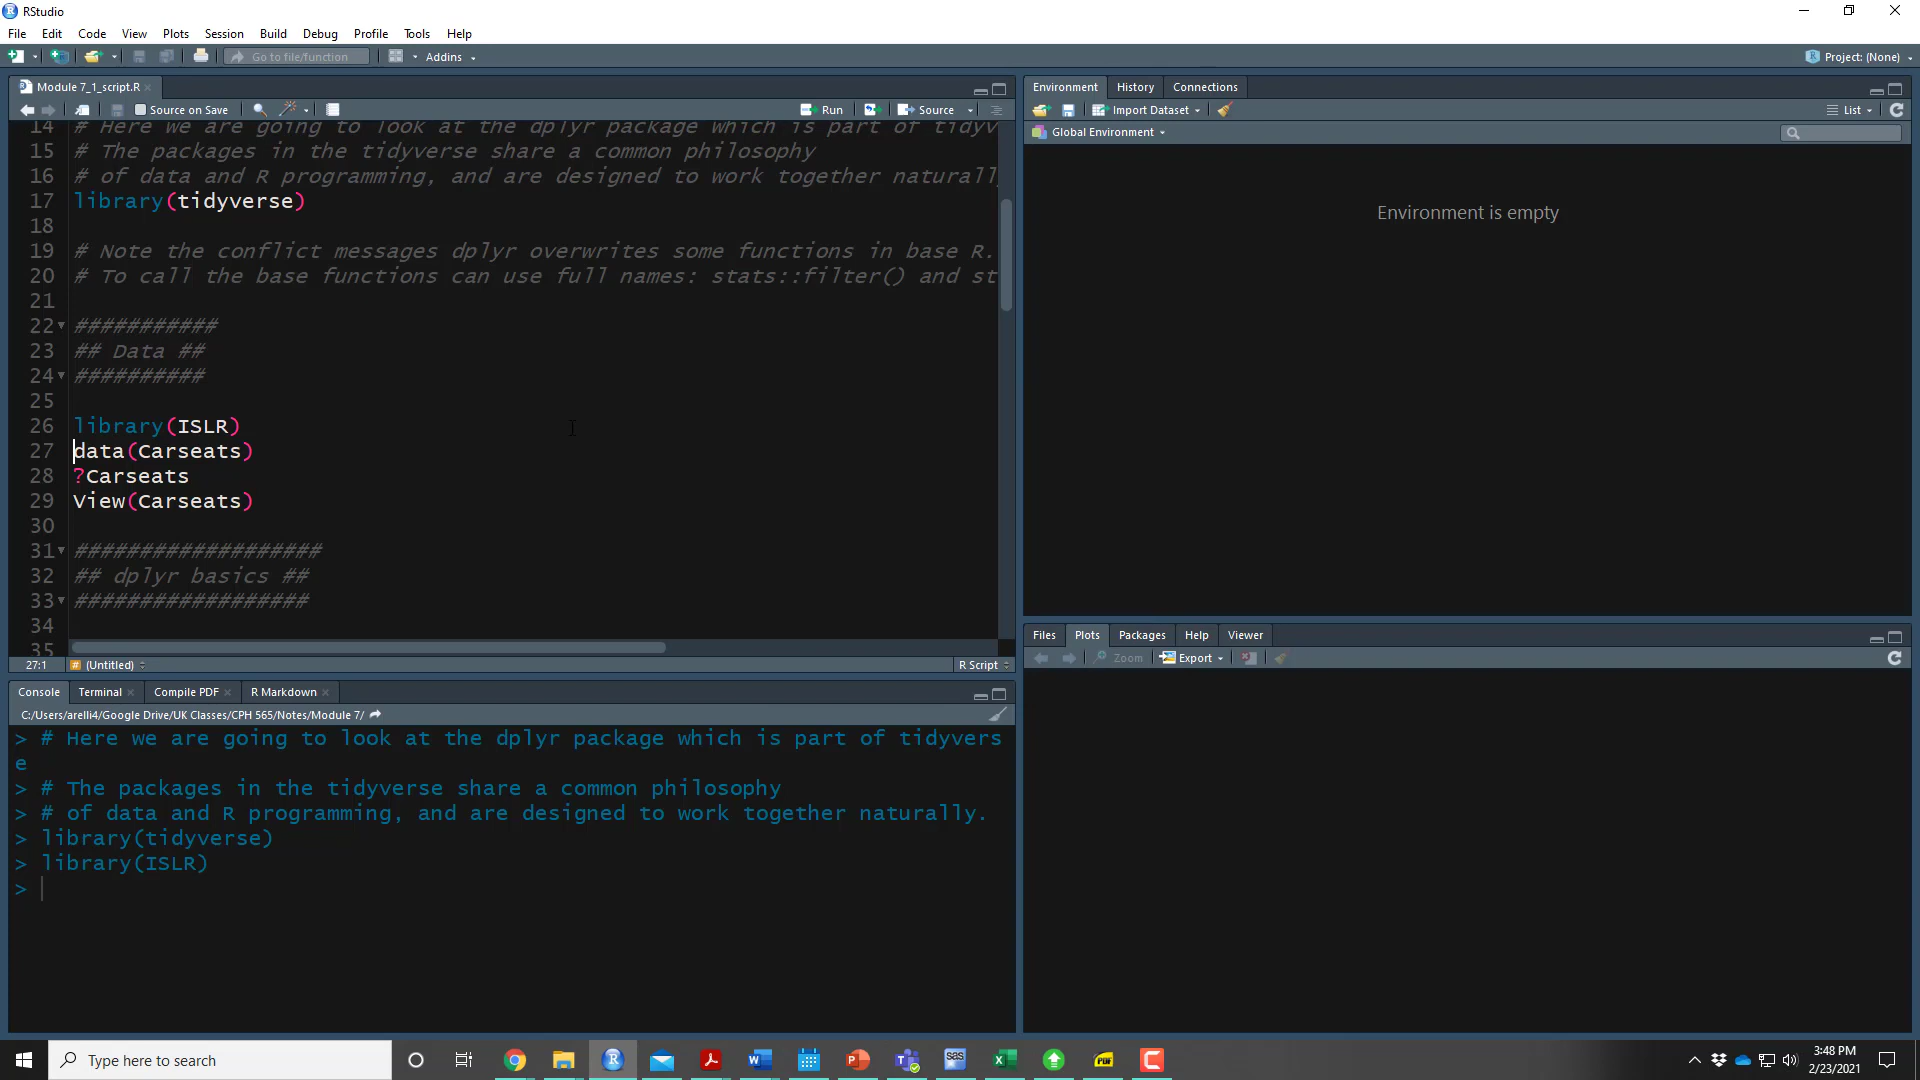 RStudio
File Edit Code View Plots Session Build Debug Profile Tools Help
Go to file/function Addins Project: (None)
Module 7_1_script.R
Source on Save Run Source
14 # Here we are going to look at the dplyr package which is part of tidyv
15 # The packages in the tidyverse share a common philosophy
16 # of data and R programming, and are designed to work together naturall
17 library(tidyverse)
18
19 # Note the conflict messages dplyr overwrites some functions in base R.
20 # To call the base functions can use full names: stats::filter() and st
21
22 ###########
23 ## Data ##
24 ##########
25
26 library(ISLR)
27 data(Carseats)
28 ?Carseats
29 View(Carseats)
30
31 ###################
32 ## dplyr basics ##
33 ##################
34
35
27:1 # (Untitled) R Script
Console Terminal Compile PDF R Markdown
C:/Users/arelli4/Google Drive/UK Classes/CPH 565/Notes/Module 7/
> # Here we are going to look at the dplyr package which is part of tidyvers
e
> # The packages in the tidyverse share a common philosophy
> # of data and R programming, and are designed to work together naturally.
> library(tidyverse)
> library(ISLR)
>
Environment History Connections
Import Dataset List
Global Environment
Environment is empty
Files Plots Packages Help Viewer
Zoom Export
Type here to search
3:48 PM
2/23/2021